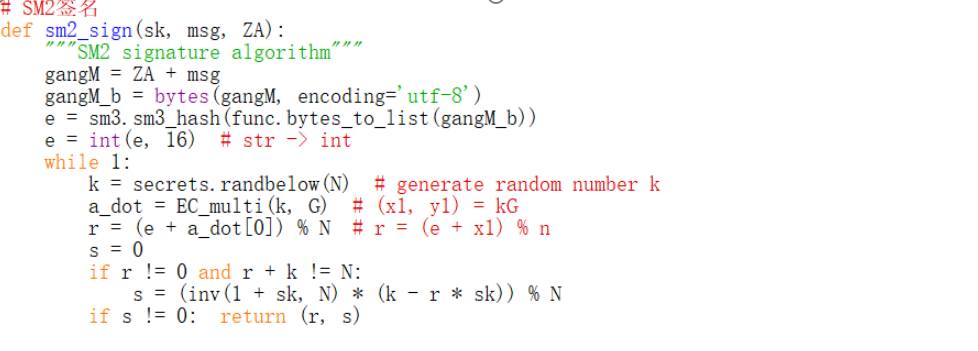 # SM2签名
def sm2_sign(sk, msg, ZA):
    """SM2 signature algorithm"""
    gangM = ZA + msg
    gangM_b = bytes(gangM, encoding='utf-8')
    e = sm3.sm3_hash(func.bytes_to_list(gangM_b))
    e = int(e, 16)  # str -> int
    while 1:
        k = secrets.randbelow(N)  # generate random number k
        a_dot = EC_multi(k, G)  # (x1, y1) = kG
        r = (e + a_dot[0]) % N  # r = (e + x1) % n
        s = 0
        if r != 0 and r + k != N:
            s = (inv(1 + sk, N) * (k - r * sk)) % N
        if s != 0:  return (r, s)